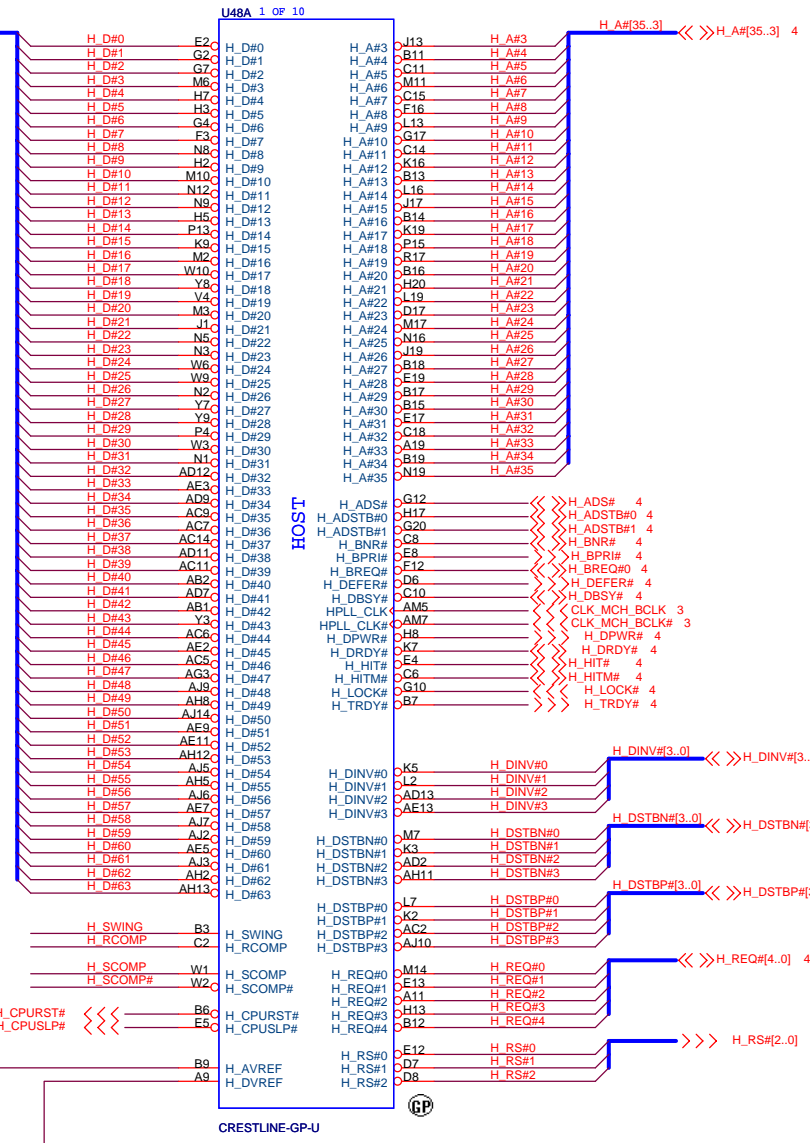 U48A 1 OF 10
H_A#[35..3] H_A#[35..3] 4
H_D#0 E2 H_D#0 H_A#3 J13 H_A#3
H_D#1 G2 H_D#1 H_A#4 B11 H_A#4
H_D#2 G7 H_D#2 H_A#5 C11 H_A#5
H_D#3 M6 H_D#3 H_A#6 M11 H_A#6
H_D#4 H7 H_D#4 H_A#7 C15 H_A#7
H_D#5 H3 H_D#5 H_A#8 F16 H_A#8
H_D#6 G4 H_D#6 H_A#9 L13 H_A#9
H_D#7 F3 H_D#7 H_A#10 G17 H_A#10
H_D#8 N8 H_D#8 H_A#11 C14 H_A#11
H_D#9 H2 H_D#9 H_A#12 K16 H_A#12
H_D#10 M10 H_D#10 H_A#13 B13 H_A#13
H_D#11 N12 H_D#11 H_A#14 L16 H_A#14
H_D#12 N9 H_D#12 H_A#15 J17 H_A#15
H_D#13 H5 H_D#13 H_A#16 B14 H_A#16
H_D#14 P13 H_D#14 H_A#17 K19 H_A#17
H_D#15 K9 H_D#15 H_A#18 P15 H_A#18
H_D#16 M2 H_D#16 H_A#19 R17 H_A#19
H_D#17 W10 H_D#17 H_A#20 B16 H_A#20
H_D#18 Y8 H_D#18 H_A#21 H20 H_A#21
H_D#19 V4 H_D#19 H_A#22 L19 H_A#22
H_D#20 M3 H_D#20 H_A#23 D17 H_A#23
H_D#21 J1 H_D#21 H_A#24 M17 H_A#24
H_D#22 N5 H_D#22 H_A#25 N16 H_A#25
H_D#23 N3 H_D#23 H_A#26 J19 H_A#26
H_D#24 W6 H_D#24 H_A#27 B18 H_A#27
H_D#25 W9 H_D#25 H_A#28 E19 H_A#28
H_D#26 N2 H_D#26 H_A#29 B17 H_A#29
H_D#27 Y7 H_D#27 H_A#30 B15 H_A#30
H_D#28 Y9 H_D#28 H_A#31 E17 H_A#31
H_D#29 P4 H_D#29 H_A#32 C18 H_A#32
H_D#30 W3 H_D#30 H_A#33 A19 H_A#33
H_D#31 N1 H_D#31 H_A#34 B19 H_A#34
H_D#32 AD12 H_D#32 H_A#35 N19 H_A#35
H_D#33 AE3 H_D#33
H_D#34 AD9 H_D#34 H_ADS# G12 H_ADS# 4
H_D#35 AC9 H_D#35 H_ADSTB#0 H17 H_ADSTB#0 4
H_D#36 AC7 H_D#36 H_ADSTB#1 G20 H_ADSTB#1 4
H_D#37 AC14 H_D#37 H_BNR# C8 H_BNR# 4
H_D#38 AD11 H_D#38 H_BPRI# E8 H_BPRI# 4
H_D#39 AC11 H_D#39 H_BREQ# F12 H_BREQ#0 4
H_D#40 AB2 H_D#40 H_DEFER# D6 H_DEFER# 4
H_D#41 AD7 H_D#41 H_DBSY# C10 H_DBSY# 4
H_D#42 AB1 H_D#42 HPLL_CLK AM5 CLK_MCH_BCLK 3
H_D#43 Y3 H_D#43 HPLL_CLK# AM7 CLK_MCH_BCLK# 3
H_D#44 AC6 H_D#44 H_DPWR# H8 H_DPWR# 4
H_D#45 AE2 H_D#45 H_DRDY# K7 H_DRDY# 4
H_D#46 AC5 H_D#46 H_HIT# E4 H_HIT# 4
H_D#47 AG3 H_D#47 H_HITM# C6 H_HITM# 4
H_D#48 AJ9 H_D#48 H_LOCK# G10 H_LOCK# 4
H_D#49 AH8 H_D#49 H_TRDY# B7 H_TRDY# 4
HOST
H_D#50 AJ14 H_D#50
H_D#51 AE9 H_D#51
H_D#52 AE11 H_D#52
H_D#53 AH12 H_D#53 H_DINV#[3..0] H_DINV#[3..
H_D#54 AJ5 H_D#54 H_DINV#0 K5 H_DINV#0
H_D#55 AH5 H_D#55 H_DINV#1 L2 H_DINV#1
H_D#56 AJ6 H_D#56 H_DINV#2 AD13 H_DINV#2
H_D#57 AE7 H_D#57 H_DINV#3 AE13 H_DINV#3
H_D#58 AJ7 H_D#58 H_DSTBN#[3..0] H_DSTBN#[
H_D#59 AJ2 H_D#59 H_DSTBN#0 M7 H_DSTBN#0
H_D#60 AE5 H_D#60 H_DSTBN#1 K3 H_DSTBN#1
H_D#61 AJ3 H_D#61 H_DSTBN#2 AD2 H_DSTBN#2
H_D#62 AH2 H_D#62 H_DSTBN#3 AH11 H_DSTBN#3
H_D#63 AH13 H_D#63 H_DSTBP#[3..0] H_DSTBP#[
H_DSTBP#0 L7 H_DSTBP#0
H_DSTBP#1 K2 H_DSTBP#1
H_SWING B3 H_SWING H_DSTBP#2 AC2 H_DSTBP#2
H_RCOMP C2 H_RCOMP H_DSTBP#3 AJ10 H_DSTBP#3
H_REQ#[4..0] H_REQ#[4..0] 4
H_SCOMP W1 H_SCOMP H_REQ#0 M14 H_REQ#0
H_SCOMP# W2 H_SCOMP# H_REQ#1 E13 H_REQ#1
H_REQ#2 A11 H_REQ#2
H_CPURST# B6 H_CPURST# H_REQ#3 H13 H_REQ#3
H_CPUSLP# E5 H_CPUSLP# H_REQ#4 B12 H_REQ#4
H_RS#[2..0]
H_RS#0 E12 H_RS#0
B9 H_AVREF H_RS#1 D7 H_RS#1
A9 H_DVREF H_RS#2 D8 H_RS#2
GP
CRESTLINE-GP-U